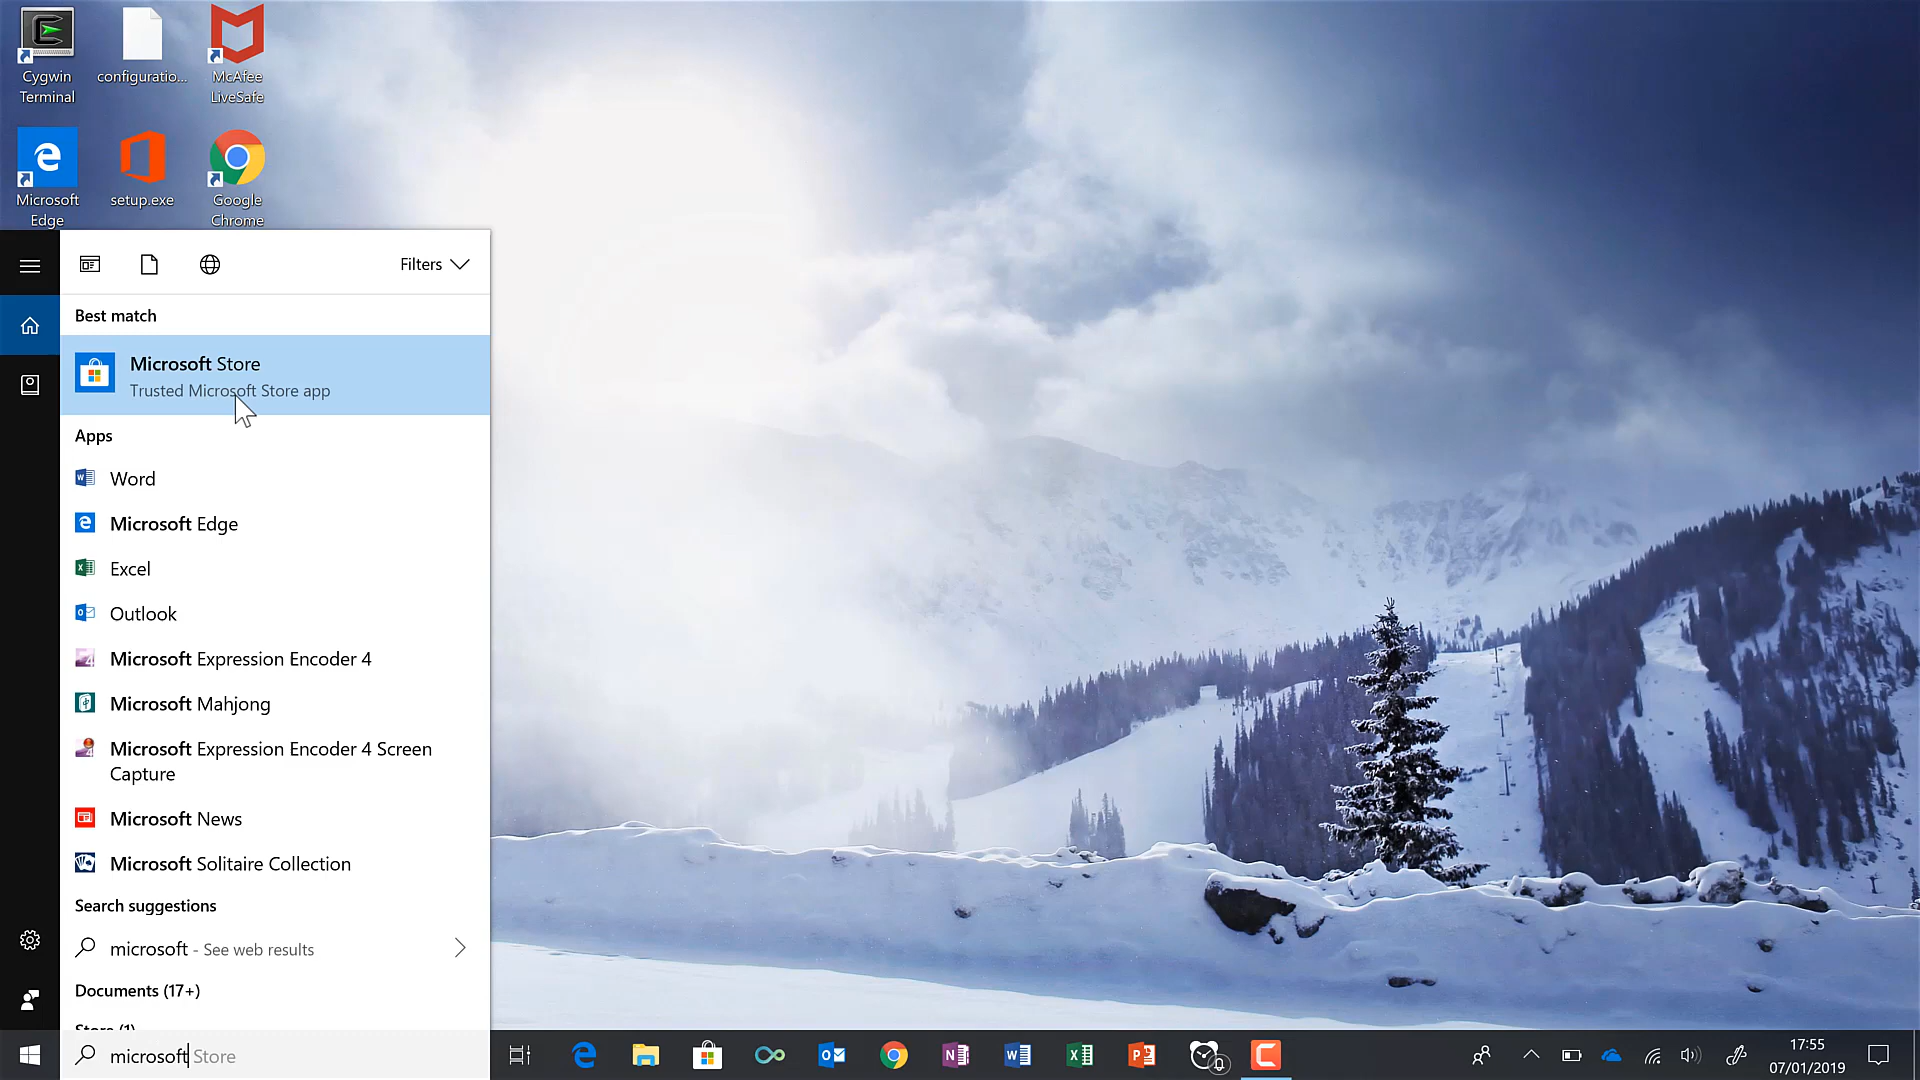 Cygwin
Terminal
configuratio...
McAfee
LiveSafe
Microsoft
Edge
setup.exe
Google
Chrome
Filters
Best match
Microsoft Store
Trusted Microsoft Store app
Apps
Word
Microsoft Edge
Excel
Outlook
Microsoft Expression Encoder 4
Microsoft Mahjong
Microsoft Expression Encoder 4 Screen
Capture
Microsoft News
Microsoft Solitaire Collection
Search suggestions
microsoft - See web results
Documents (17+)
Store (1)
microsoft Store
17:55
07/01/2019